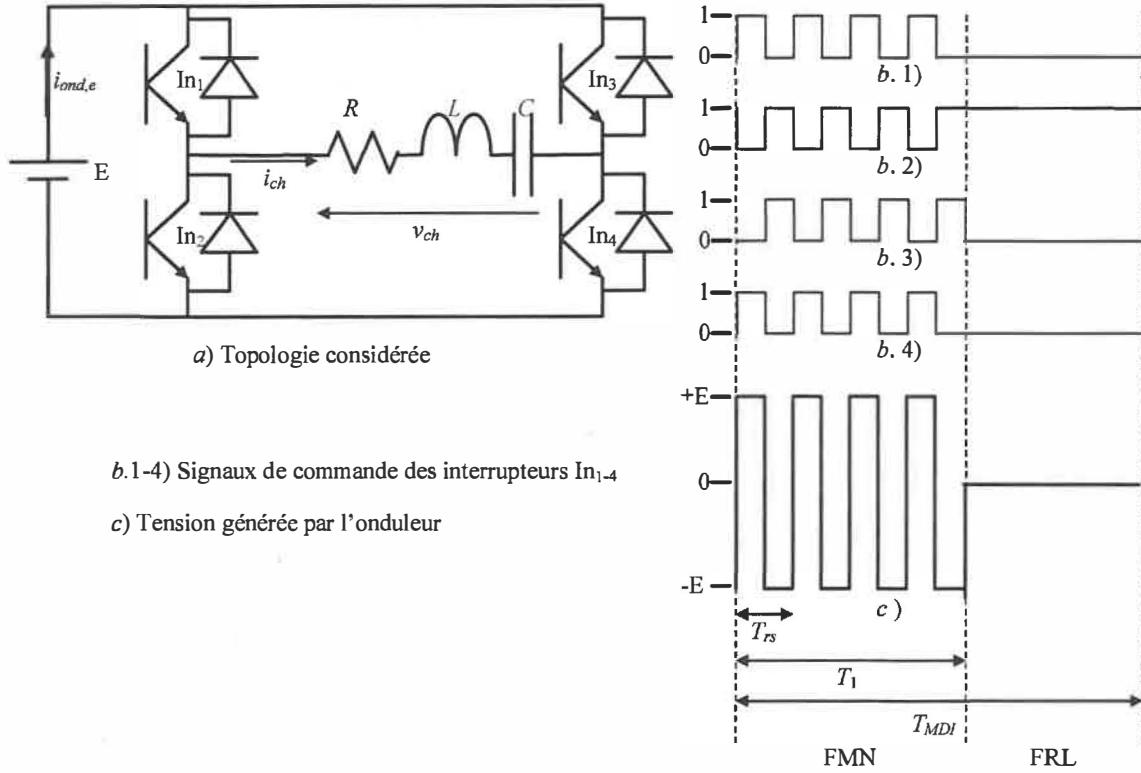 i_ond,e
In1
In3
R
L
C
E
i_ch
v_ch
In2
In4
a) Topologie considérée
b.1-4) Signaux de commande des interrupteurs In1-4
c) Tension générée par l'onduleur
1
0
b. 1)
1
0
b. 2)
1
0
b. 3)
1
0
b. 4)
+E
0
-E
c )
T_rs
T_1
T_MDI
FMN
FRL